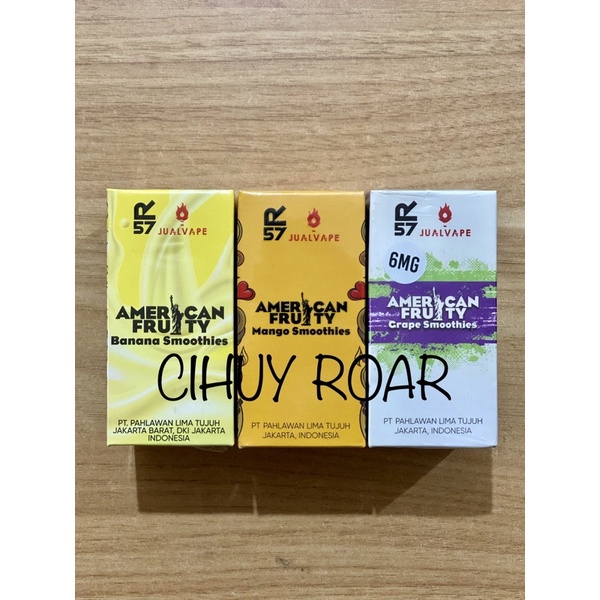 R57
JUALVAPE
AMERICAN
FRUITY
Banana Smoothies
PT. PAHLAWAN LIMA TUJUH
JAKARTA BARAT, DKI JAKARTA
INDONESIA
R57
JUALVAPE
AMERICAN
FRUITY
Mango Smoothies
PT PAHLAWAN LIMA TUJUH
JAKARTA, INDONESIA
R57
JUALVAPE
6MG
AMERICAN
FRUITY
Grape Smoothies
PT PAHLAWAN LIMA TUJUH
JAKARTA, INDONESIA
CIHUY ROAR